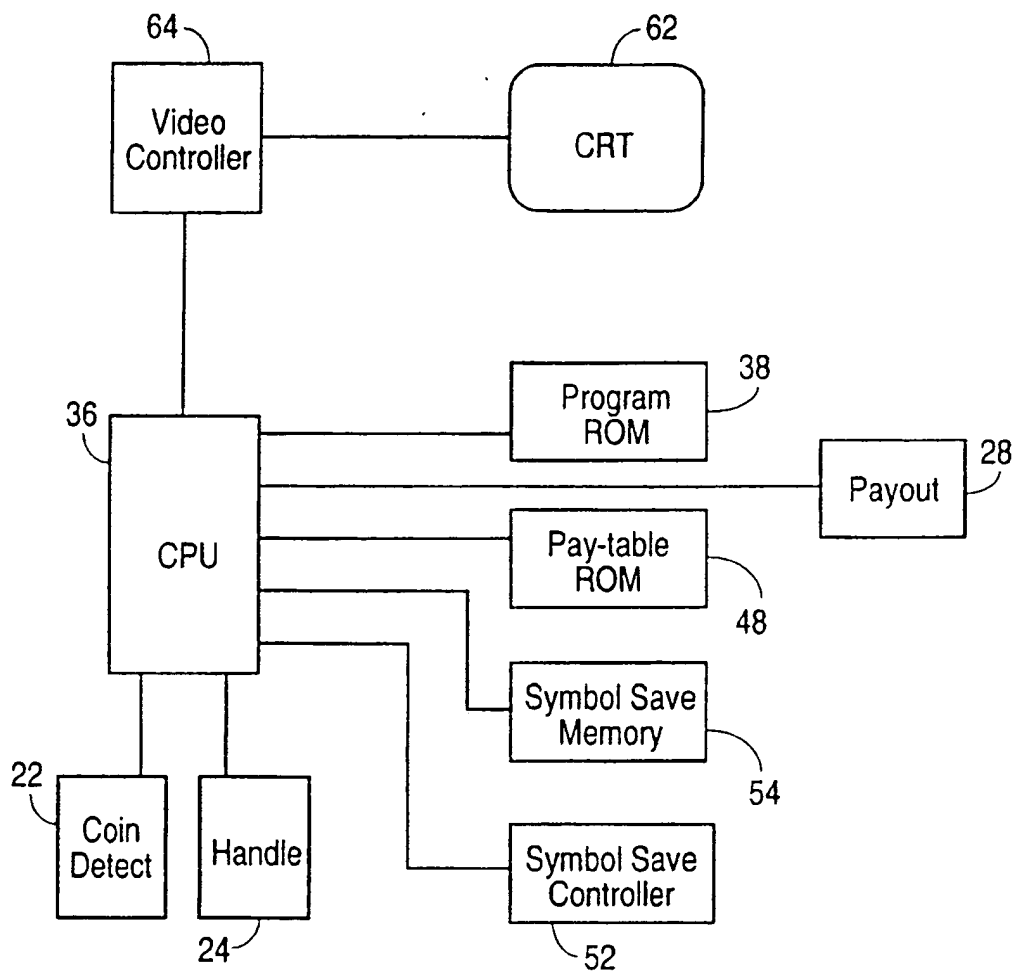 64
62
Video
Controller
CRT
36
Program
ROM
38
Payout
28
CPU
Pay-table
ROM
48
Symbol Save
Memory
54
22
Coin
Detect
Handle
24
Symbol Save
Controller
52